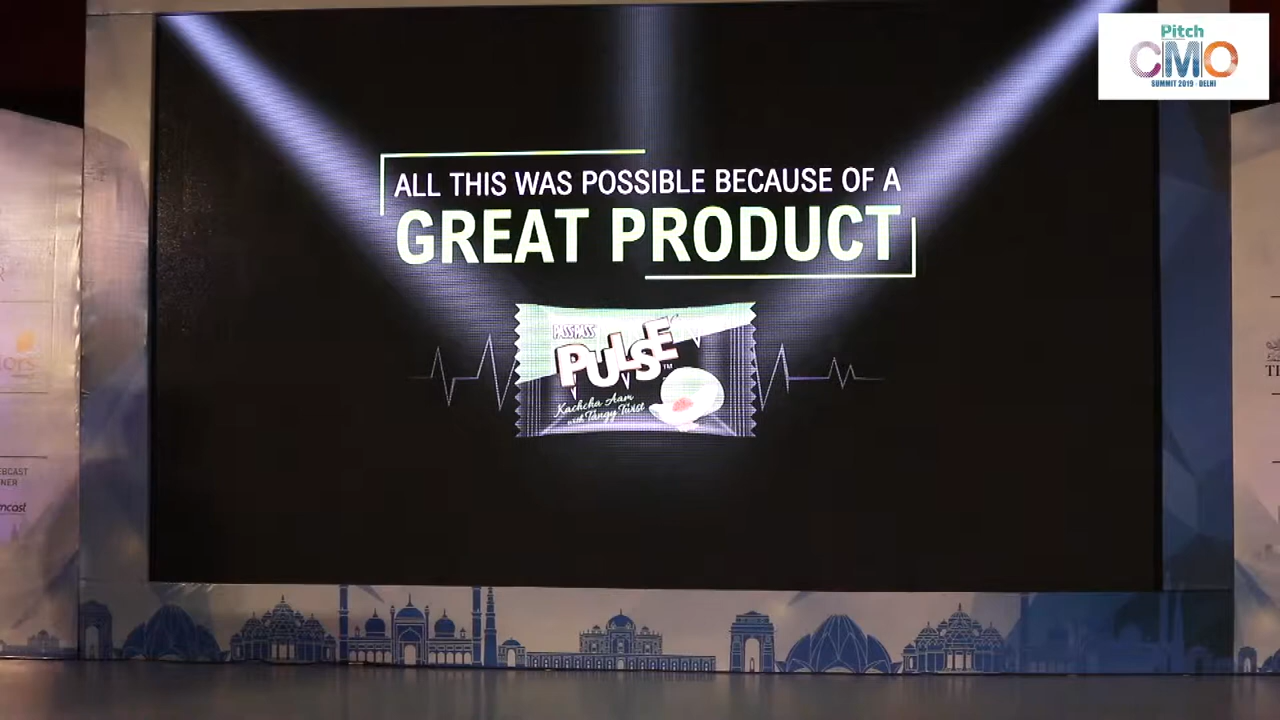 Pitch
CMO
SUMMIT 2019 - DELHI
ALL THIS WAS POSSIBLE BECAUSE OF A
GREAT PRODUCT
PASS PASS
PULSE
TM
Kachcha Aam
with Tangy Twist
NER